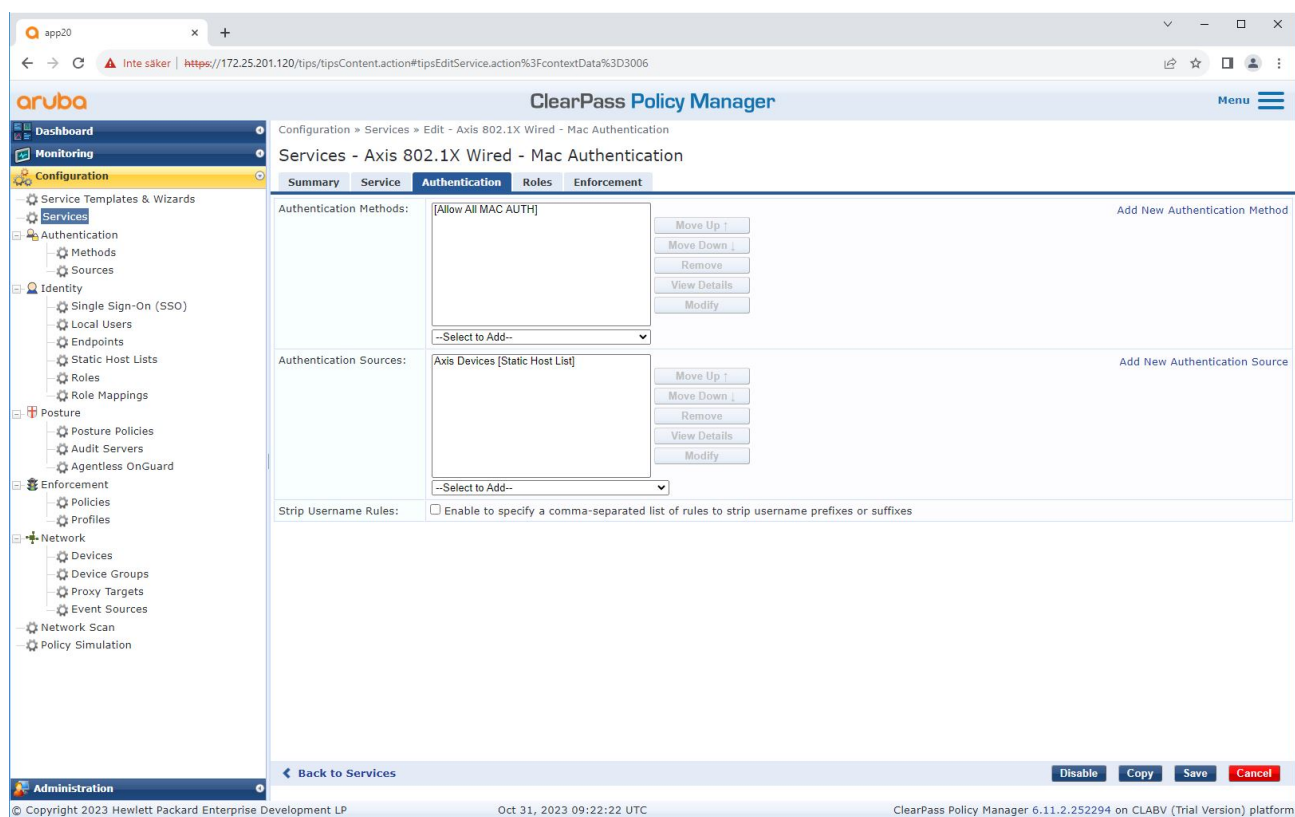 app20
Inte säker | https://172.25.201.120/tips/tipsContent.action#tipsEditService.action%3FcontextData%3D3006
aruba
ClearPass Policy Manager
Menu
Dashboard
Monitoring
Configuration
Service Templates & Wizards
Services
Authentication
Methods
Sources
Identity
Single Sign-On (SSO)
Local Users
Endpoints
Static Host Lists
Roles
Role Mappings
Posture
Posture Policies
Audit Servers
Agentless OnGuard
Enforcement
Policies
Profiles
Network
Devices
Device Groups
Proxy Targets
Event Sources
Network Scan
Policy Simulation
Administration
Configuration » Services » Edit - Axis 802.1X Wired - Mac Authentication
Services - Axis 802.1X Wired - Mac Authentication
Summary Service Authentication Roles Enforcement
Authentication Methods:
[Allow All MAC AUTH]
Move Up ↑
Move Down ↓
Remove
View Details
Modify
--Select to Add--
Add New Authentication Method
Authentication Sources:
Axis Devices [Static Host List]
Move Up ↑
Move Down ↓
Remove
View Details
Modify
--Select to Add--
Add New Authentication Source
Strip Username Rules:
Enable to specify a comma-separated list of rules to strip username prefixes or suffixes
Back to Services
Disable Copy Save Cancel
© Copyright 2023 Hewlett Packard Enterprise Development LP
Oct 31, 2023 09:22:22 UTC
ClearPass Policy Manager 6.11.2.252294 on CLABV (Trial Version) platform